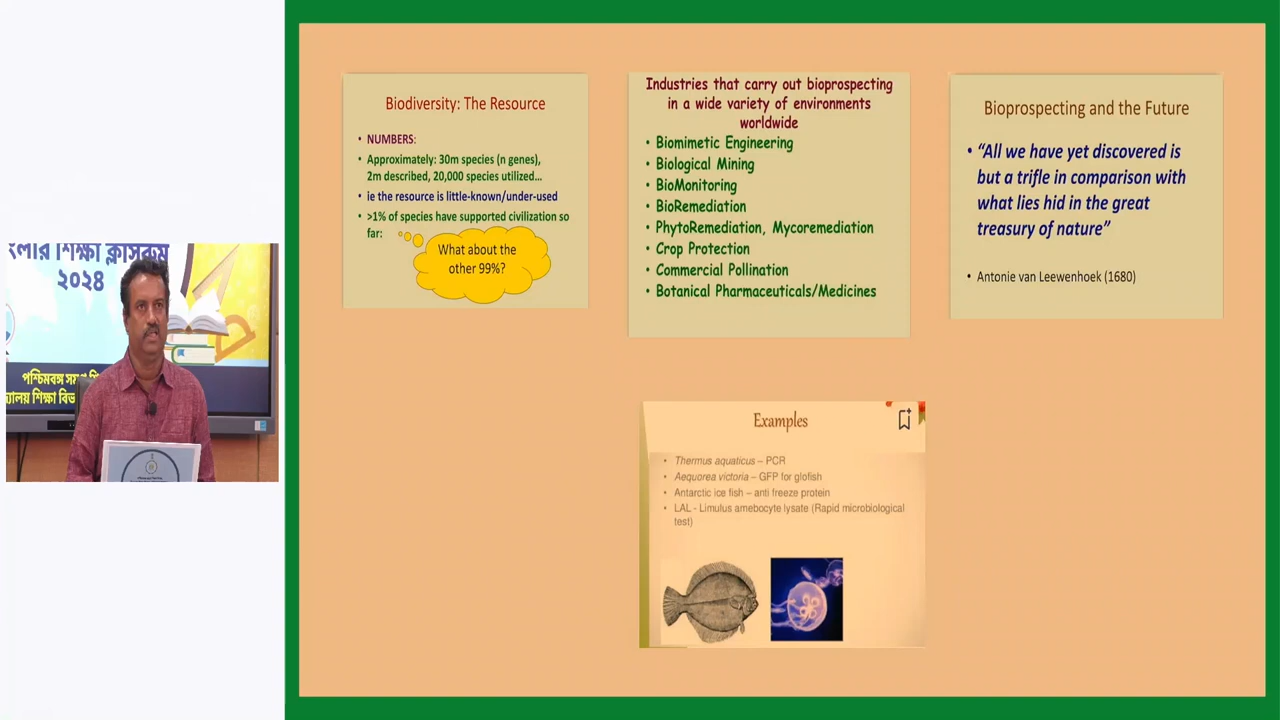 ২০২৪
Biodiversity: The Resource
• NUMBERS:
• Approximately: 30m species (n genes),
2m described, 20,000 species utilized...
• ie the resource is little-known/under-used
• >1% of species have supported civilization so
far:
What about the
other 99%?
Industries that carry out bioprospecting
in a wide variety of environments
worldwide
• Biomimetic Engineering
• Biological Mining
• BioMonitoring
• BioRemediation
• PhytoRemediation, Mycoremediation
• Crop Protection
• Commercial Pollination
• Botanical Pharmaceuticals/Medicines
Bioprospecting and the Future
• “All we have yet discovered is
but a trifle in comparison with
what lies hid in the great
treasury of nature”
• Antonie van Leewenhoek (1680)
Examples
• Thermus aquaticus – PCR
• Aequorea victoria – GFP for glofish
• Antarctic ice fish – anti freeze protein
• LAL - Limulus amebocyte lysate (Rapid microbiological
test)
শিক্ষা ক্লাসরুম
পশ্চিমবঙ্গ
শিক্ষা